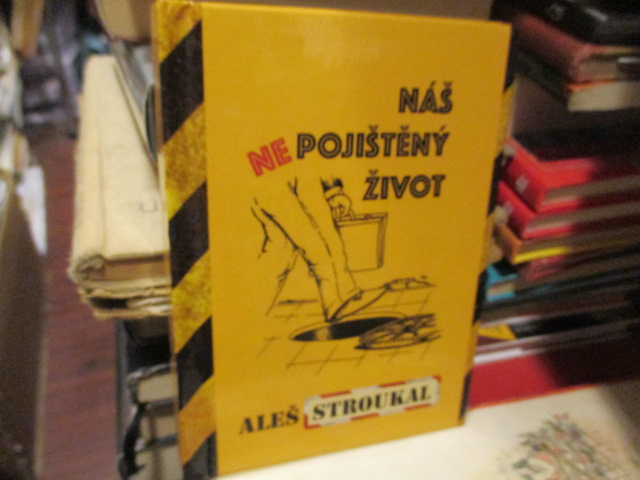 NÁŠ
NEPOJIŠTĚNÝ
ŽIVOT
ALEŠ STROUKAL